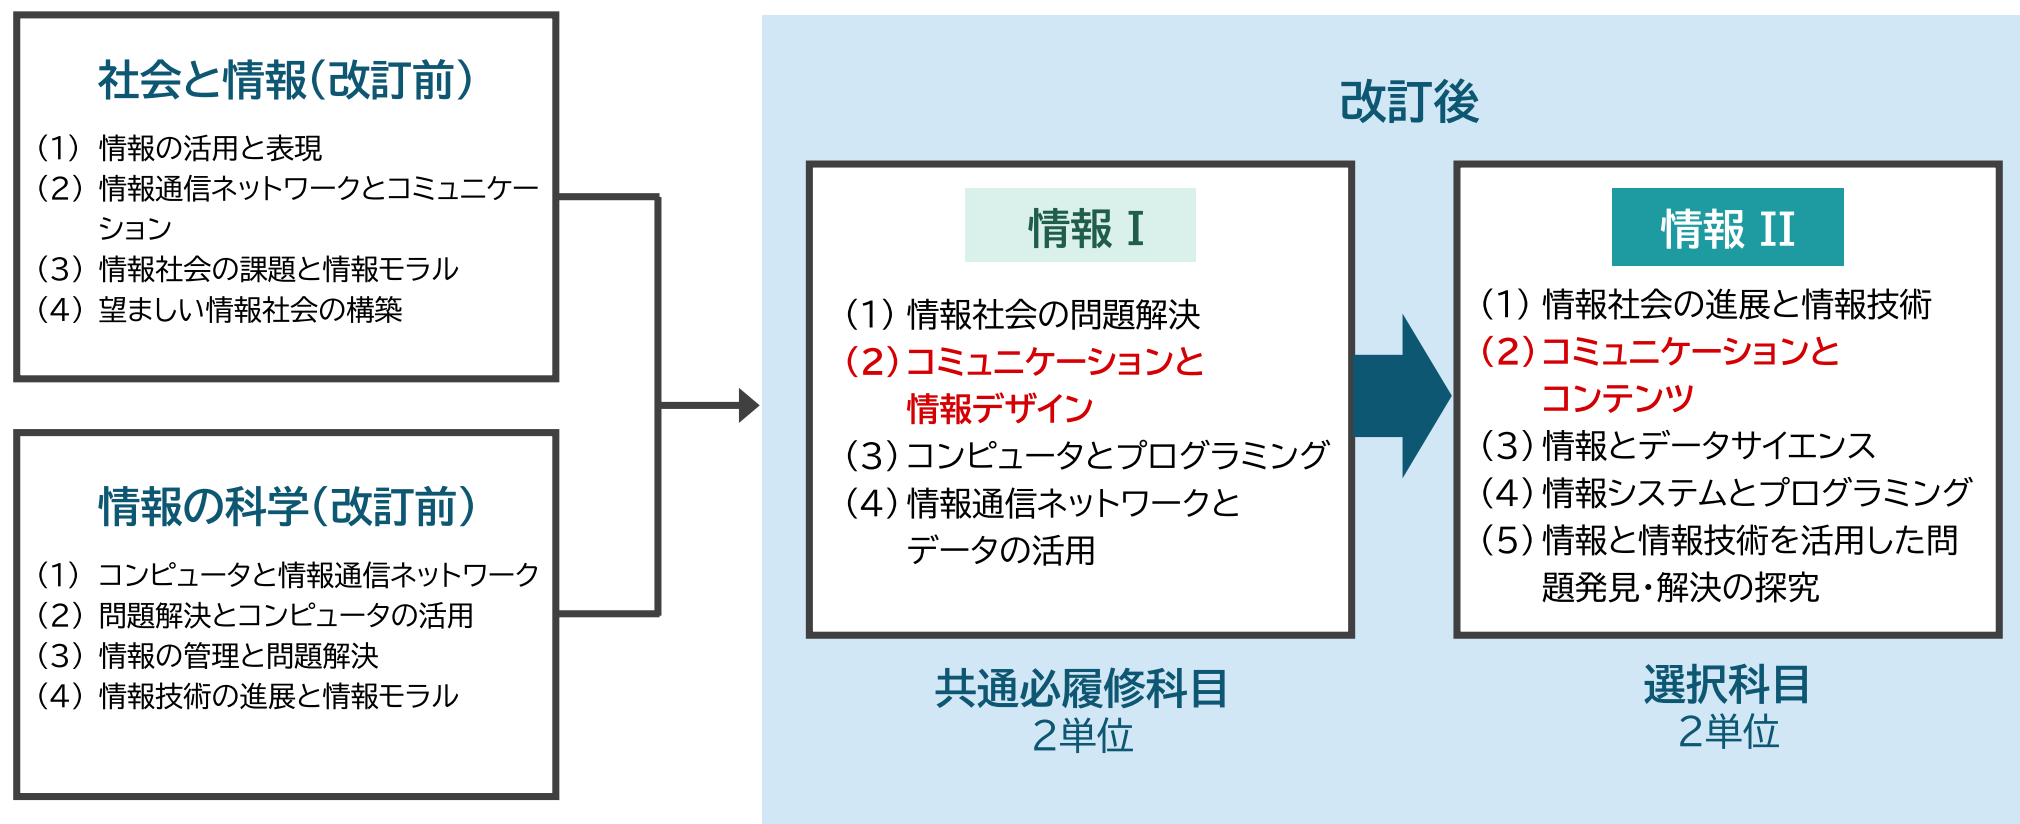 社会と情報（改訂前）
（1） 情報の活用と表現
（2） 情報通信ネットワークとコミュニケー
ション
（3） 情報社会の課題と情報モラル
（4） 望ましい情報社会の構築
情報の科学（改訂前）
（1） コンピュータと情報通信ネットワーク
（2） 問題解決とコンピュータの活用
（3） 情報の管理と問題解決
（4） 情報技術の進展と情報モラル
改訂後
情報 I
（1）情報社会の問題解決
（2）コミュニケーションと
情報デザイン
（3）コンピュータとプログラミング
（4）情報通信ネットワークと
データの活用
共通必履修科目
2単位
情報 II
（1）情報社会の進展と情報技術
（2）コミュニケーションと
コンテンツ
（3）情報とデータサイエンス
（4）情報システムとプログラミング
（5）情報と情報技術を活用した問
題発見・解決の探究
選択科目
2単位